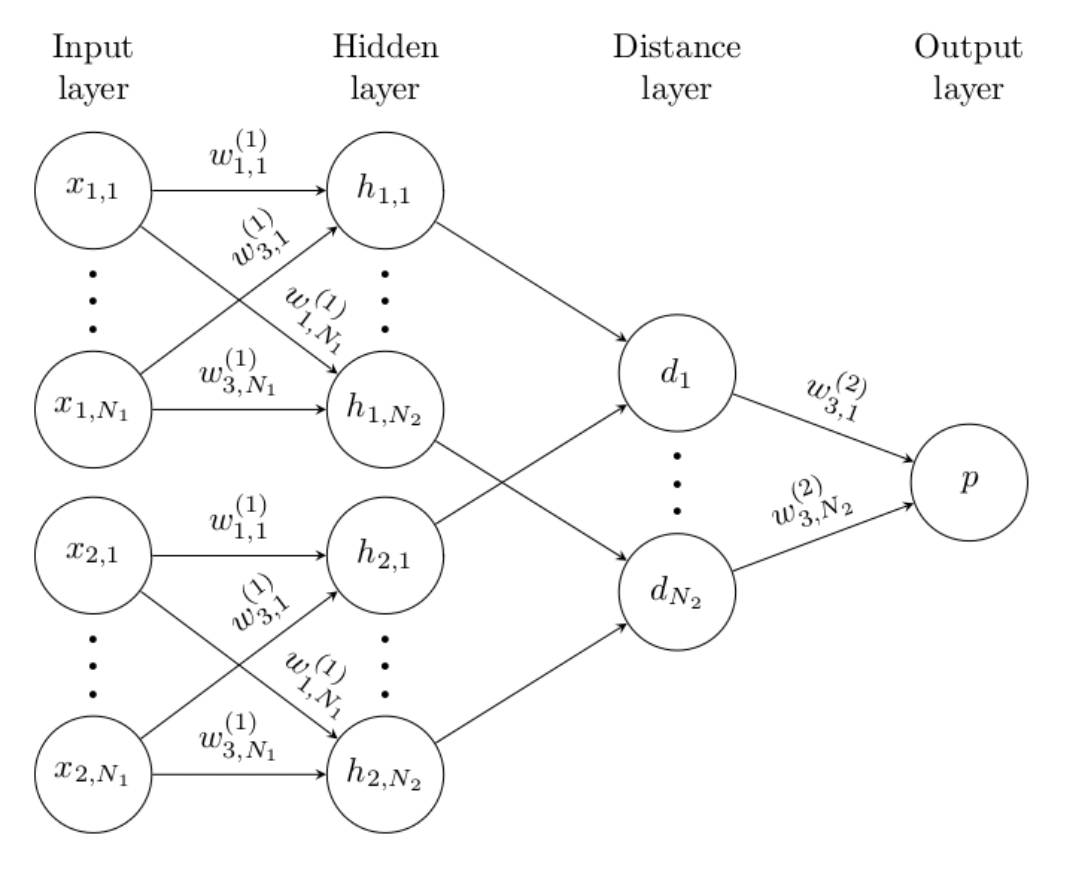 Input layer
Hidden layer
Distance layer
Output layer
x_{1,1}
w_{1,1}^{(1)}
h_{1,1}
w_{3,1}^{(1)}
w_{1,N_1}^{(1)}
x_{1,N_1}
w_{3,N_1}^{(1)}
h_{1,N_2}
d_1
w_{3,1}^{(2)}
p
x_{2,1}
w_{1,1}^{(1)}
h_{2,1}
w_{3,N_2}^{(2)}
w_{3,1}^{(1)}
w_{1,N_1}^{(1)}
d_{N_2}
x_{2,N_1}
w_{3,N_1}^{(1)}
h_{2,N_2}